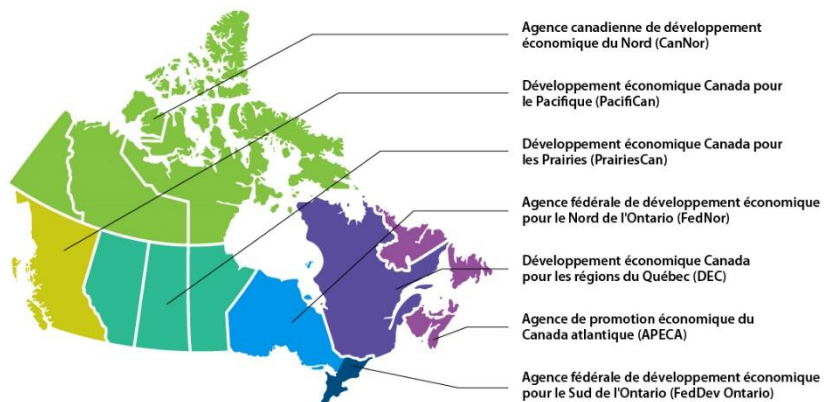 Agence canadienne de développement
économique du Nord (CanNor)
Développement économique Canada pour
le Pacifique (PacifiCan)
Développement économique Canada pour
les Prairies (PrairiesCan)
Agence fédérale de développement économique
pour le Nord de l'Ontario (FedNor)
Développement économique Canada
pour les régions du Québec (DEC)
Agence de promotion économique du
Canada atlantique (APECA)
Agence fédérale de développement économique
pour le Sud de l'Ontario (FedDev Ontario)